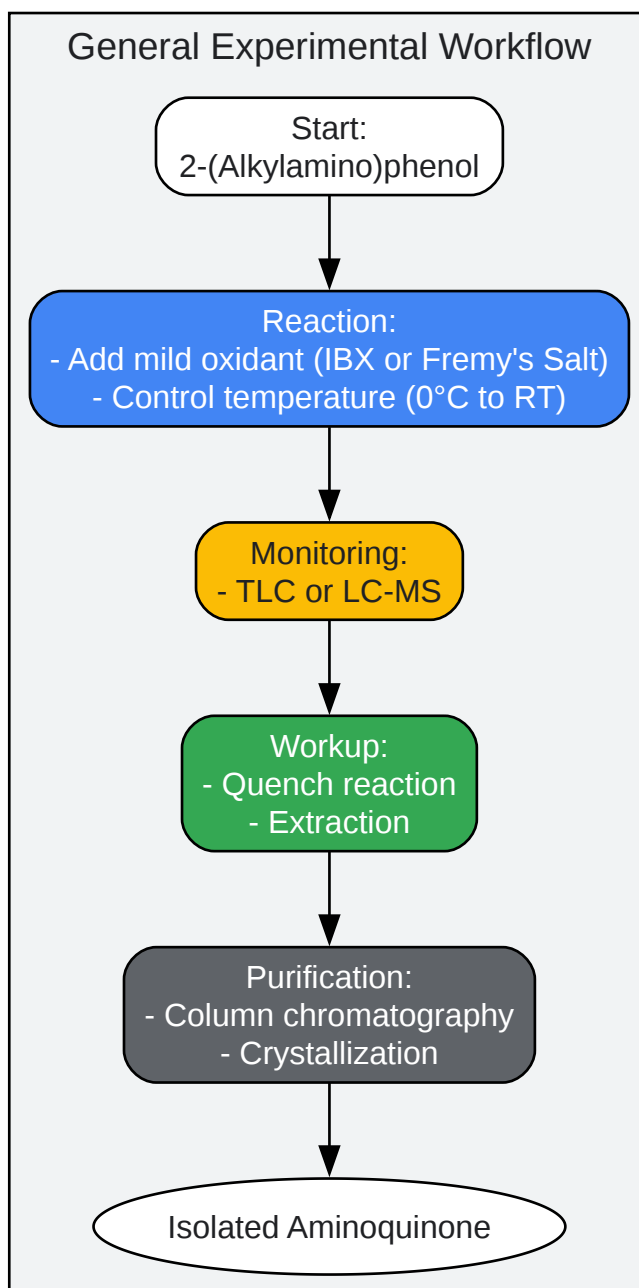 General Experimental Workflow
Start:
2-(Alkylamino)phenol
Reaction:
- Add mild oxidant (IBX or Fremy's Salt)
- Control temperature (0°C to RT)
Monitoring:
- TLC or LC-MS
Workup:
- Quench reaction
- Extraction
Purification:
- Column chromatography
- Crystallization
Isolated Aminoquinone